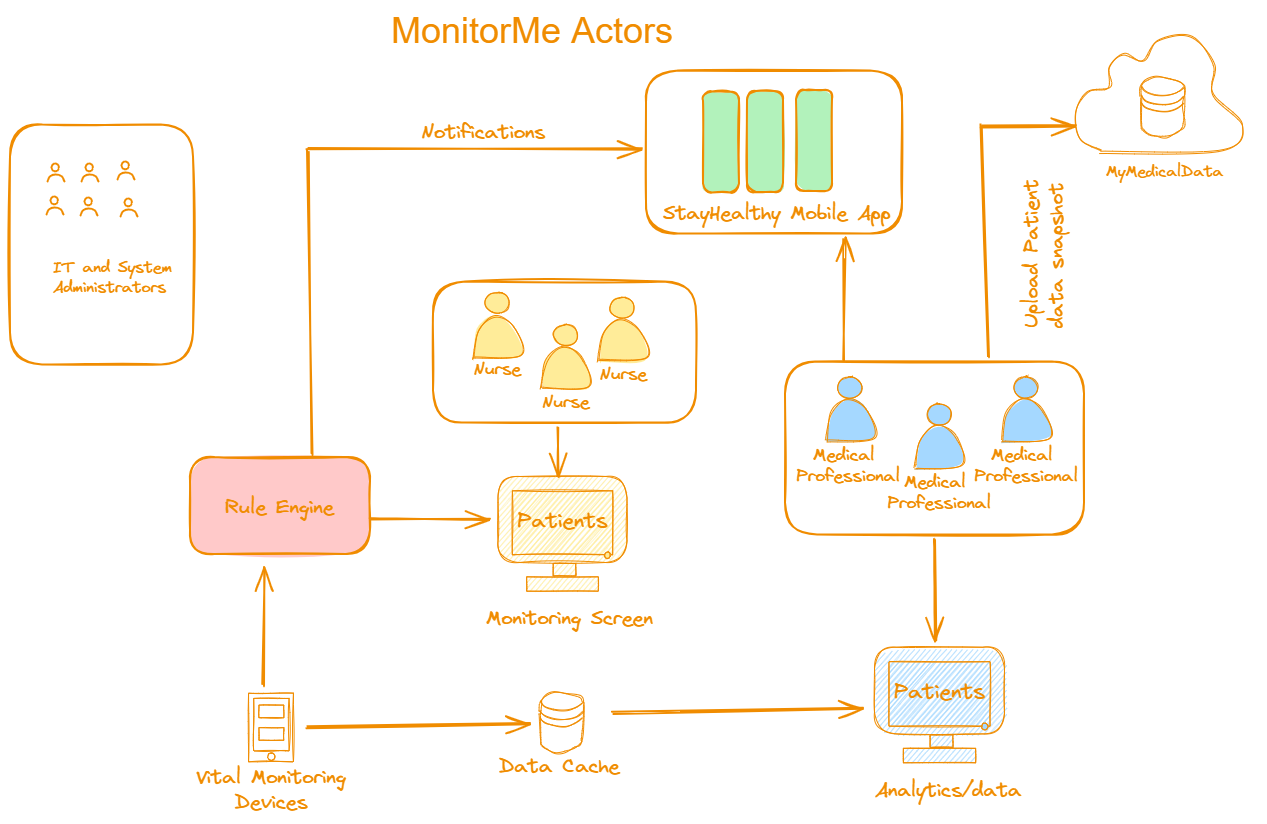 MonitorMe Actors
Notifications
StayHealthy Mobile App
MyMedicalData
Upload Patient
data snapshot
IT and System
Administrators
Nurse
Nurse
Nurse
Medical
Professional
Medical
Professional
Medical
Professional
Rule Engine
Patients
Monitoring Screen
Patients
Vital Monitoring
Devices
Data Cache
Analytics/data